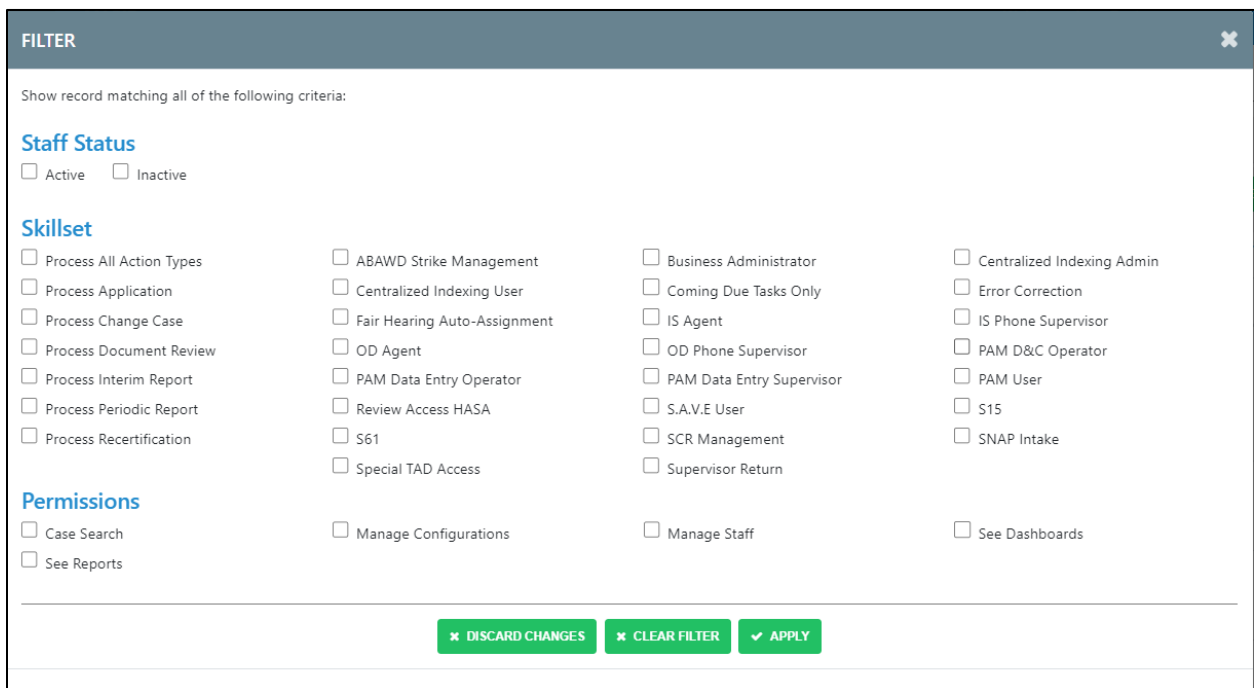 FILTER
Show record matching all of the following criteria:
Staff Status
Active Inactive
Skillset
Process All Action Types ABAWD Strike Management Business Administrator Centralized Indexing Admin
Process Application Centralized Indexing User Coming Due Tasks Only Error Correction
Process Change Case Fair Hearing Auto-Assignment IS Agent IS Phone Supervisor
Process Document Review OD Agent OD Phone Supervisor PAM D&C Operator
Process Interim Report PAM Data Entry Operator PAM Data Entry Supervisor PAM User
Process Periodic Report Review Access HASA S.A.V.E User S15
Process Recertification S61 SCR Management SNAP Intake
Special TAD Access Supervisor Return
Permissions
Case Search Manage Configurations Manage Staff See Dashboards
See Reports
DISCARD CHANGES CLEAR FILTER APPLY